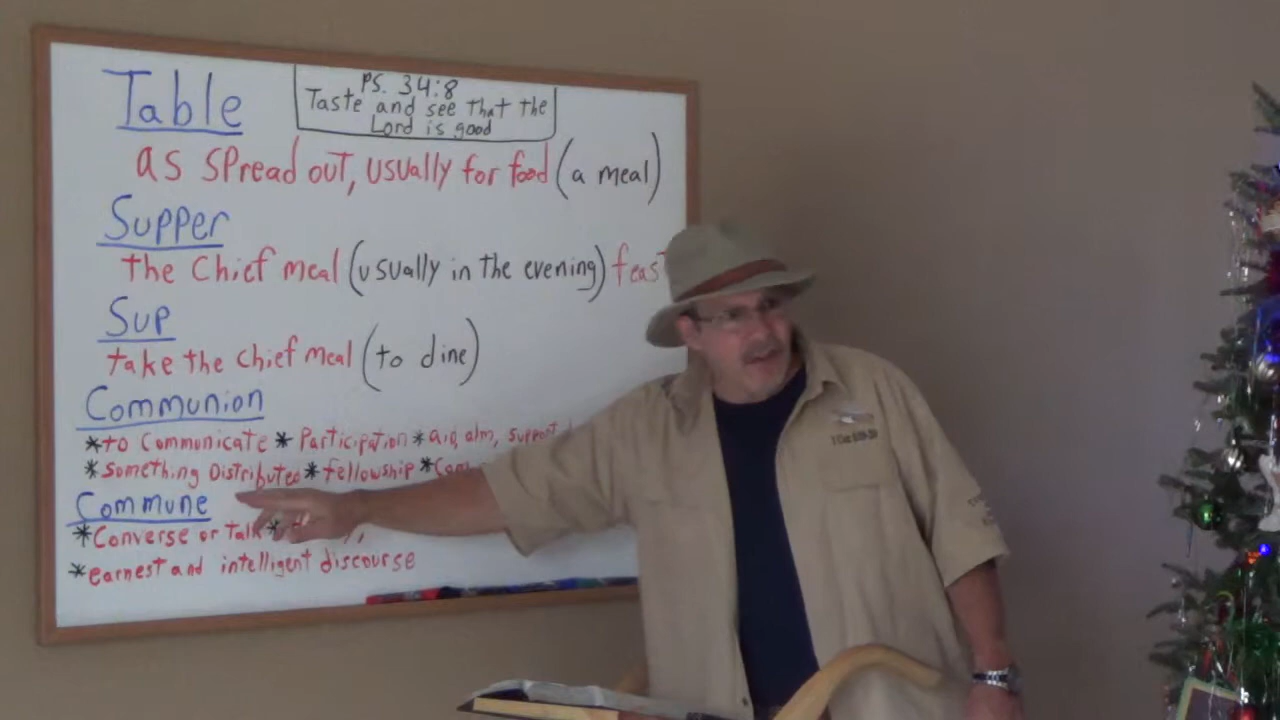 Table
PS. 34:8
Taste and see that the
Lord is good
as spread out, usually for food (a meal)
Supper
the Chief meal (usually in the evening) feas
Sup
take the chief meal (to dine)
Communion
*to Communicate * Participation * aid, alm, support
*something Distributed * fellowship *
Commune
*Converse or Talk *
*earnest and intelligent discourse